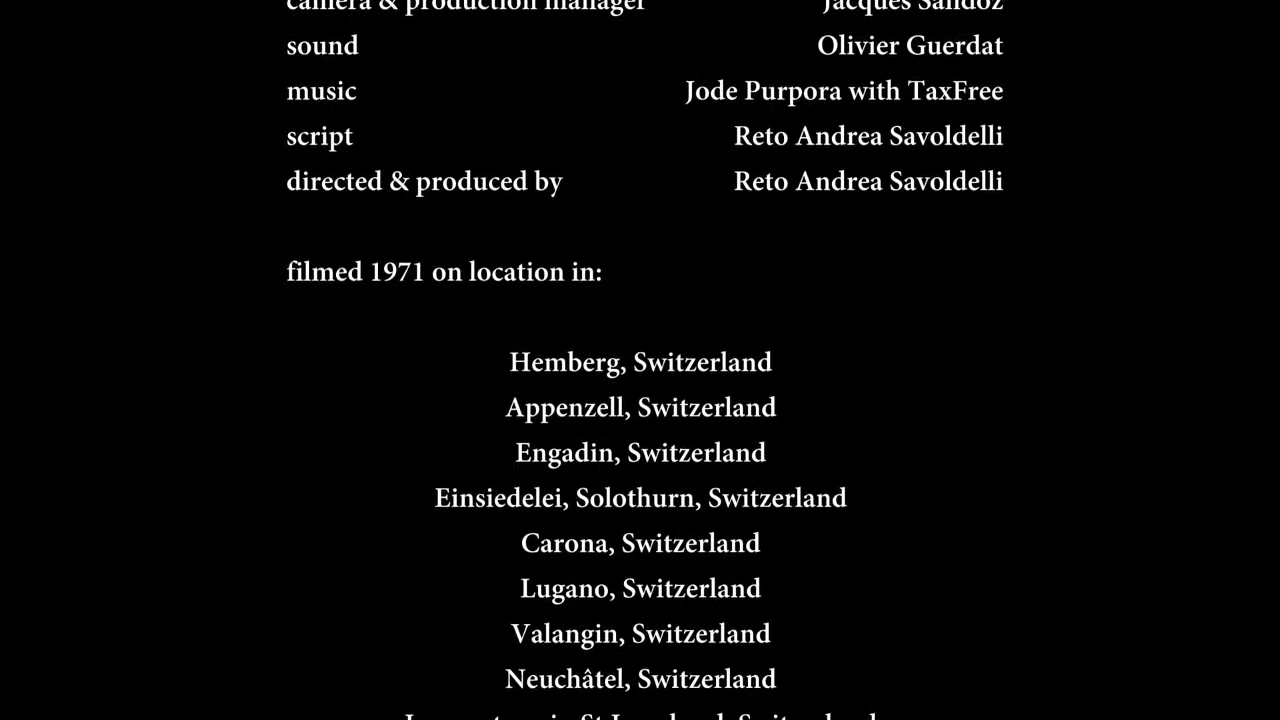 camera & production manager Jacques Sandoz
sound Olivier Guerdat
music Jode Purpora with TaxFree
script Reto Andrea Savoldelli
directed & produced by Reto Andrea Savoldelli
filmed 1971 on location in:
Hemberg, Switzerland
Appenzell, Switzerland
Engadin, Switzerland
Einsiedelei, Solothurn, Switzerland
Carona, Switzerland
Lugano, Switzerland
Valangin, Switzerland
Neuchâtel, Switzerland